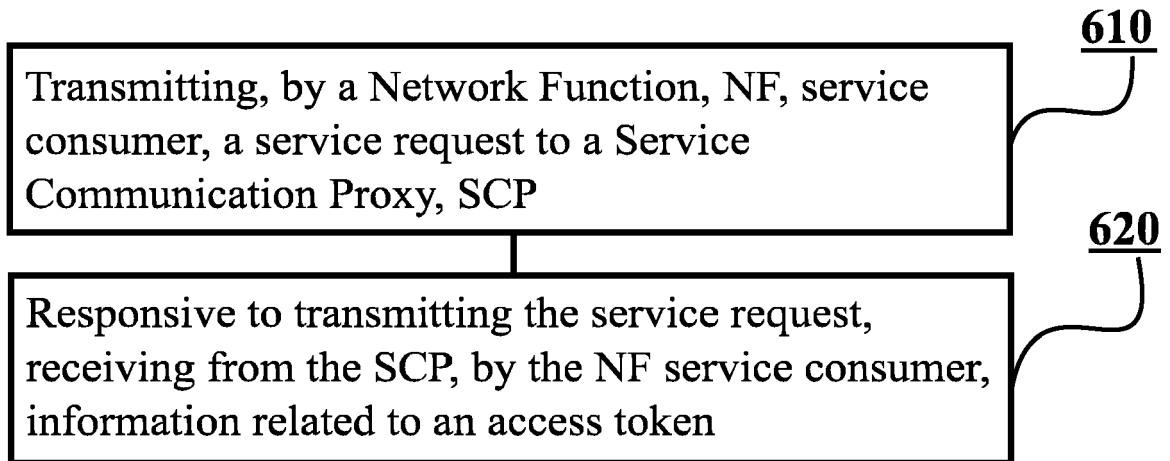 610
Transmitting, by a Network Function, NF, service
consumer, a service request to a Service
Communication Proxy, SCP
620
Responsive to transmitting the service request,
receiving from the SCP, by the NF service consumer,
information related to an access token